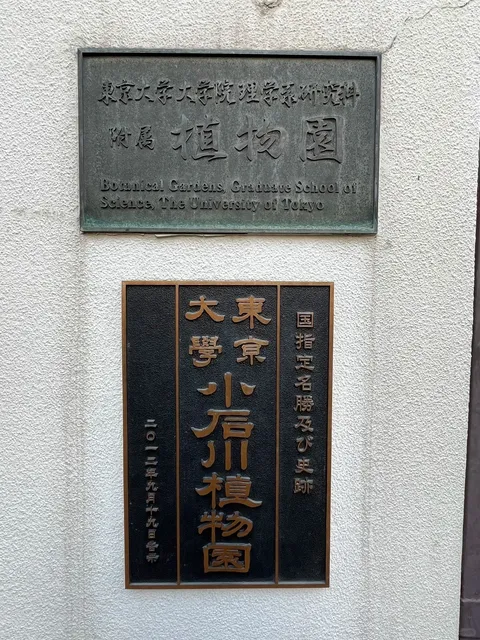 東京大学大学院理学系研究科
附属 植物園
Botanical Gardens, Graduate School of
Science, The University of Tokyo
国指定名勝及び史跡
東京
大學
小石川植物園
二〇一二年九月十九日告示